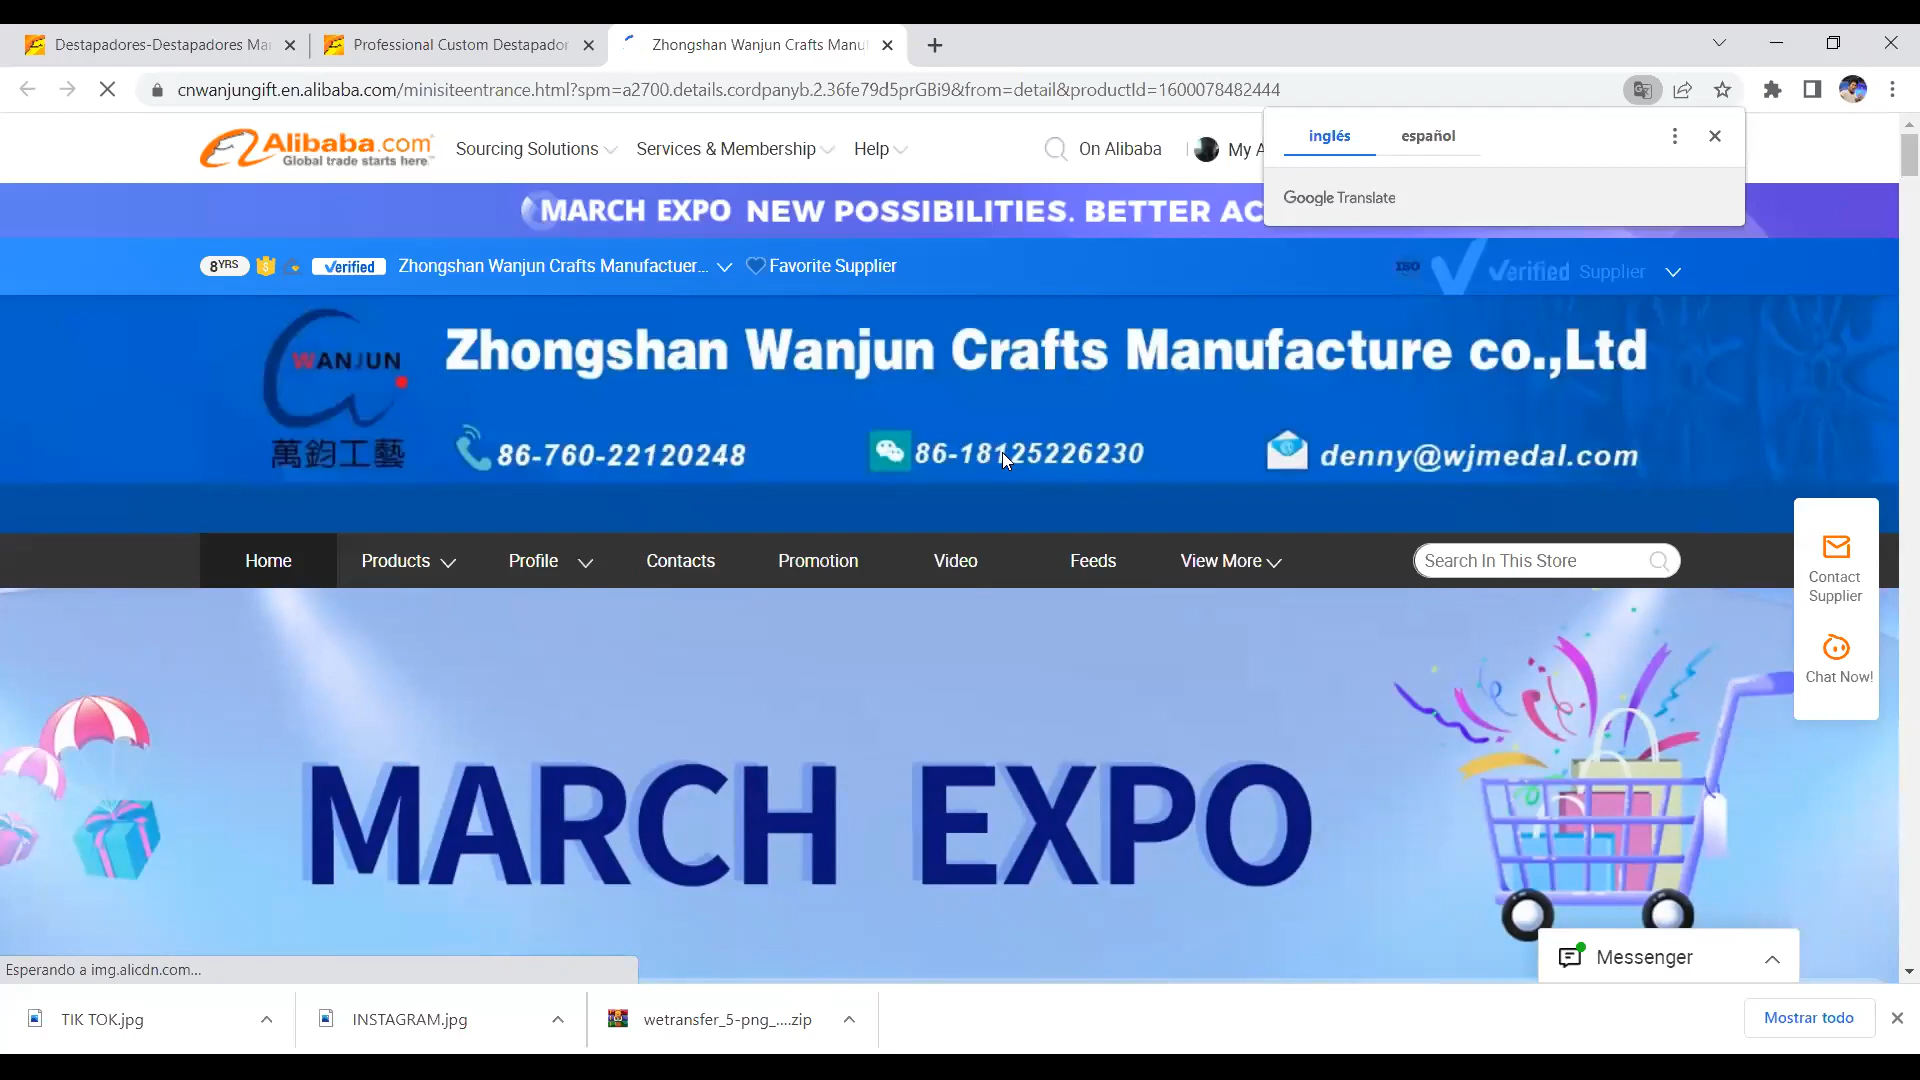 Destapadores-Destapadores Ma
Professional Custom Destapador
Zhongshan Wanjun Crafts Manuf
cnwanjungift.en.alibaba.com/minisiteentrance.html?spm=a2700.details.cordpanyb.2.36fe79d5prGBi9&from=detail&productId=1600078482444
inglés español
Google Translate
Alibaba.com
Global trade starts here.™
Sourcing Solutions Services & Membership Help On Alibaba My A
MARCH EXPO NEW POSSIBILITIES. BETTER AC
8YRS Verified Zhongshan Wanjun Crafts Manufactuer... Favorite Supplier ISO Verified Supplier
WANJUN
萬鈞工藝
Zhongshan Wanjun Crafts Manufacture co.,Ltd
86-760-22120248 86-18125226230 denny@wjmedal.com
Home Products Profile Contacts Promotion Video Feeds View More Search In This Store
Contact
Supplier
Chat Now!
MARCH EXPO
Messenger
Esperando a img.alicdn.com...
TIK TOK.jpg INSTAGRAM.jpg wetransfer_5-png_....zip Mostrar todo